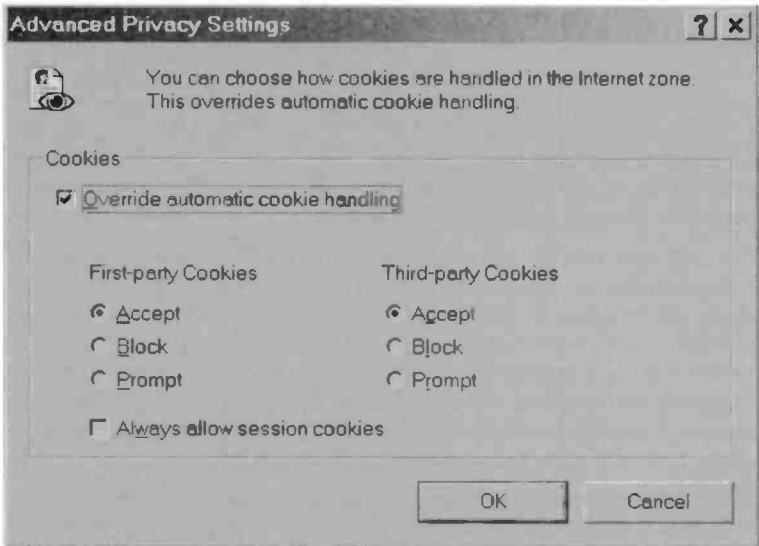 Advanced Privacy Settings
You can choose how cookies are handled in the Internet zone.
This overrides automatic cookie handling.
Cookies
Override automatic cookie handling
First-party Cookies
Third-party Cookies
Accept
Accept
Block
Block
Prompt
Prompt
Always allow session cookies
OK
Cancel